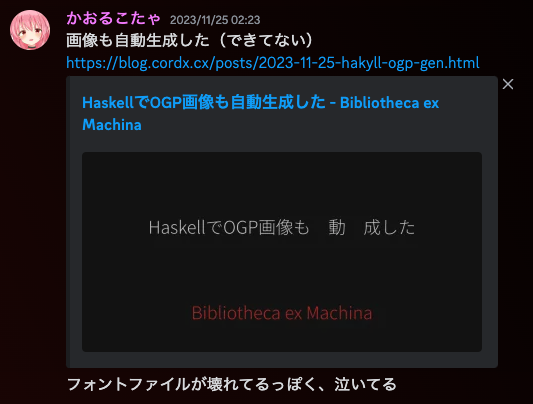 かおるこたゃ 2023/11/25 02:23
画像も自動生成した（できてない）
https://blog.cordx.cx/posts/2023-11-25-hakyll-ogp-gen.html
HaskellでOGP画像も自動生成した - Bibliotheca ex
Machina
HaskellでOGP画像も　動　成した
Bibliotheca ex Machina
フォントファイルが壊れてるっぽく、泣いてる